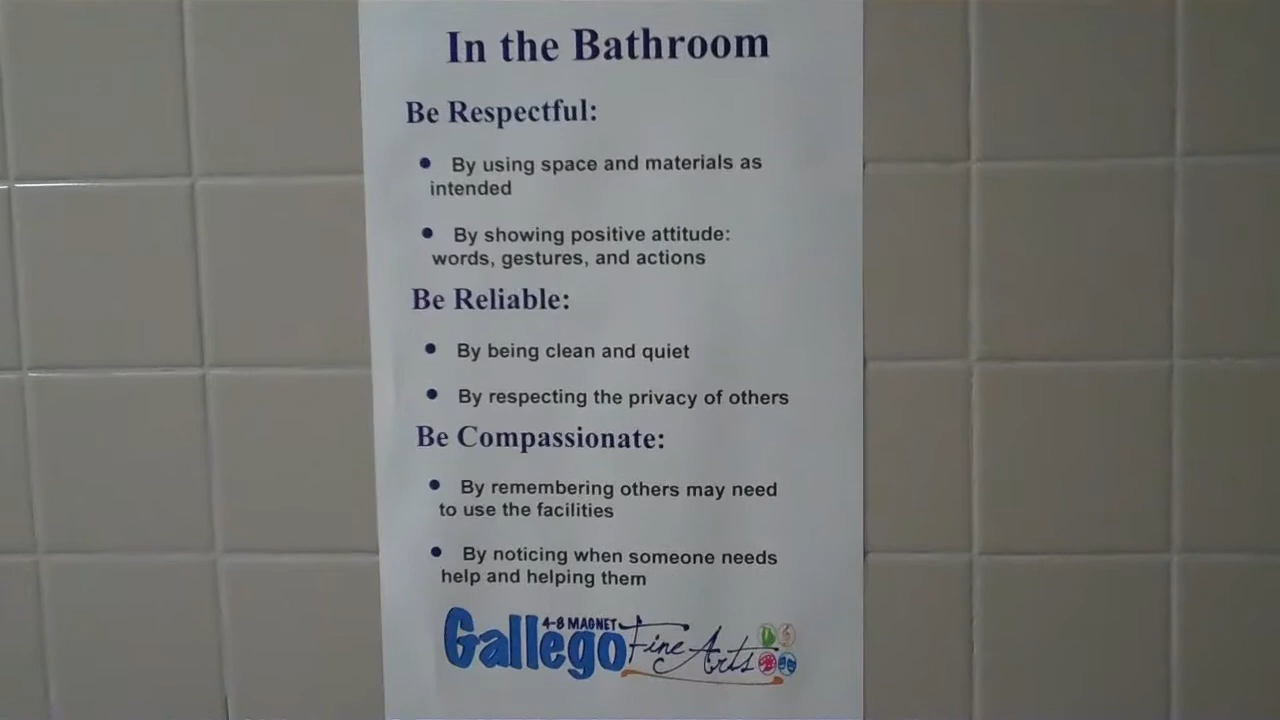 In the Bathroom
Be Respectful:
• By using space and materials as
intended
• By showing positive attitude:
words, gestures, and actions
Be Reliable:
• By being clean and quiet
• By respecting the privacy of others
Be Compassionate:
• By remembering others may need
to use the facilities
• By noticing when someone needs
help and helping them
4-8 MAGNET
Gallego Fine Arts